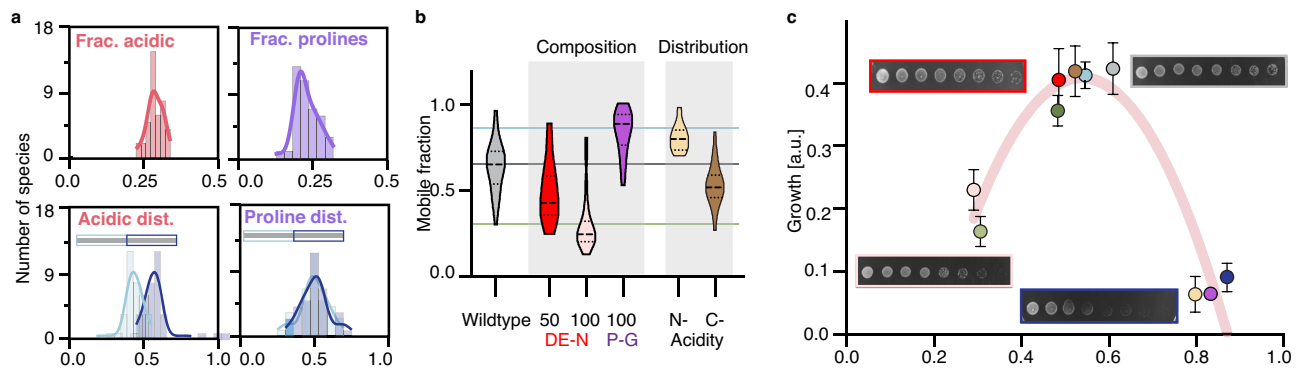 a
Number of species
18
9
0
Frac. acidic
0.0
0.25
0.5
Frac. prolines
0.0
0.25
0.5
18
9
0
Acidic dist.
0.0
0.5
1.0
Proline dist.
0.0
0.5
1.0
b
Composition
Distribution
Mobile fraction
1.0
0.5
0.0
Wildtype
50
100
100
N-
C-
DE-N
P-G
Acidity
c
Growth [a.u.]
0.4
0.3
0.2
0.1
0.0
0.0
0.2
0.4
0.6
0.8
1.0